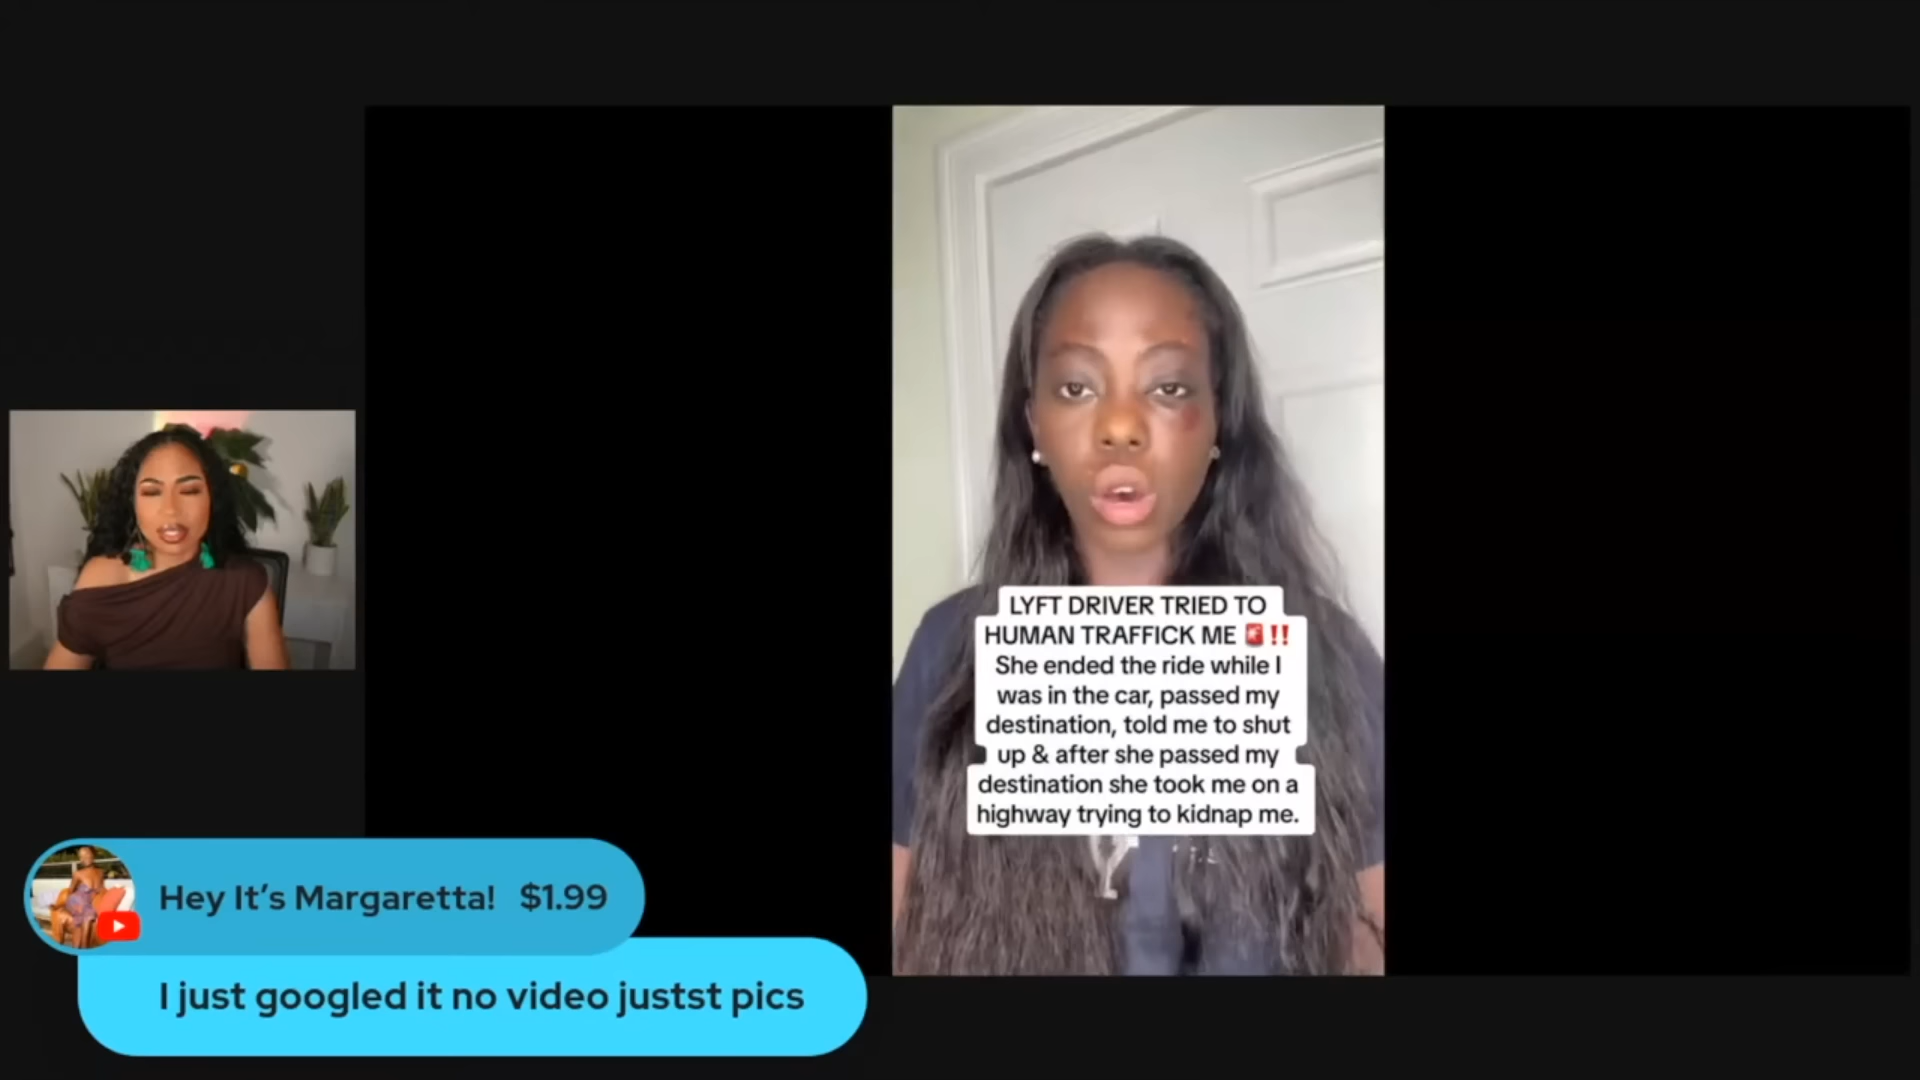 LYFT DRIVER TRIED TO
HUMAN TRAFFICK ME 🚨‼️
She ended the ride while I
was in the car, passed my
destination, told me to shut
up & after she passed my
destination she took me on a
highway trying to kidnap me.
Hey It’s Margaretta! $1.99
I just googled it no video justst pics